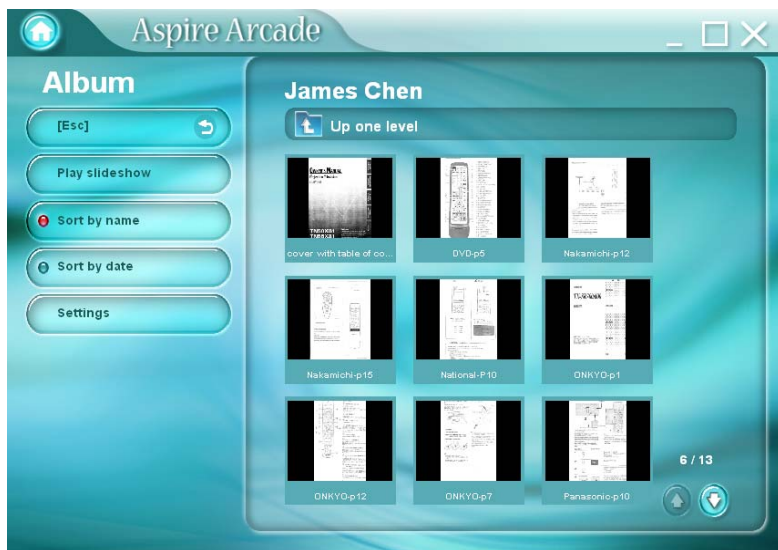 Aspire Arcade
Album
[Esc]
Play slideshow
Sort by name
Sort by date
Settings
James Chen
Up one level
cover with table of co...
DVD-p5
Nakamichi-p12
Nakamichi-p15
National-P10
ONKYO-p1
ONKYO-p12
ONKYO-p7
Panasonic-p10
6 / 13